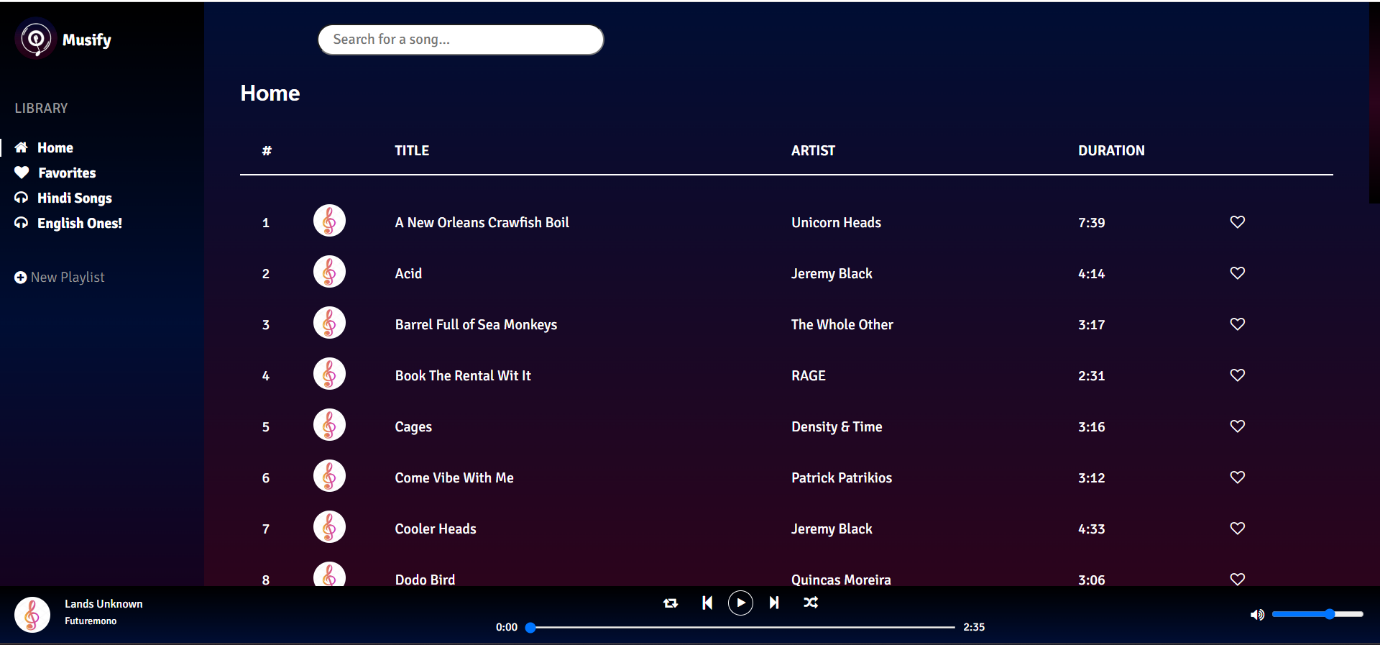 Musify
Search for a song...
LIBRARY
Home
Favorites
Hindi Songs
English Ones!
New Playlist
Home
# TITLE ARTIST DURATION
1 A New Orleans Crawfish Boil Unicorn Heads 7:39
2 Acid Jeremy Black 4:14
3 Barrel Full of Sea Monkeys The Whole Other 3:17
4 Book The Rental Wit It RAGE 2:31
5 Cages Density & Time 3:16
6 Come Vibe With Me Patrick Patrikios 3:12
7 Cooler Heads Jeremy Black 4:33
8 Dodo Bird Quincas Moreira 3:06
Lands Unknown
Futuremono
0:00 2:35